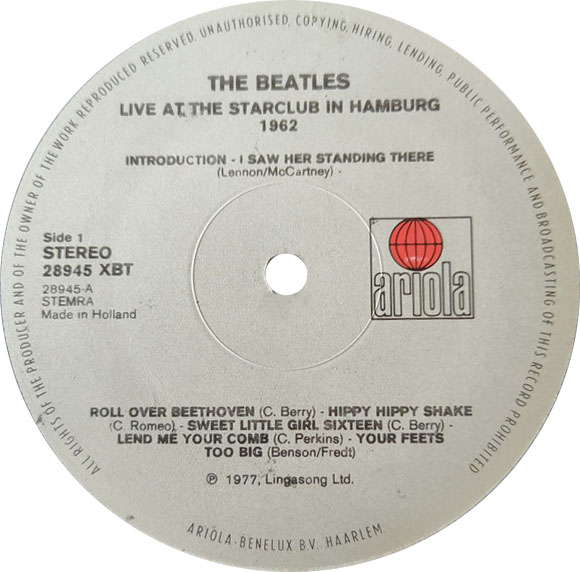 ALL RIGHTS OF THE PRODUCER AND OF THE OWNER OF THE WORK REPRODUCED RESERVED, UNAUTHORISED, COPYING, HIRING, LENDING, PUBLIC PERFORMANCE AND BROADCASTING OF THIS RECORD PROHIBITED
THE BEATLES
LIVE AT THE STARCLUB IN HAMBURG
1962
INTRODUCTION - I SAW HER STANDING THERE
(Lennon/McCartney) -
Side 1
STEREO
28945 XBT
28945-A
STEMRA
Made in Holland
ariola
ROLL OVER BEETHOVEN (C. Berry) - HIPPY HIPPY SHAKE
(C. Romeo) - SWEET LITTLE GIRL SIXTEEN (C. Berry) -
LEND ME YOUR COMB (C. Perkins) - YOUR FEETS
TOO BIG (Benson/Fredt)
℗ 1977, Lingasong Ltd.
ARIOLA-BENELUX B.V. HAARLEM